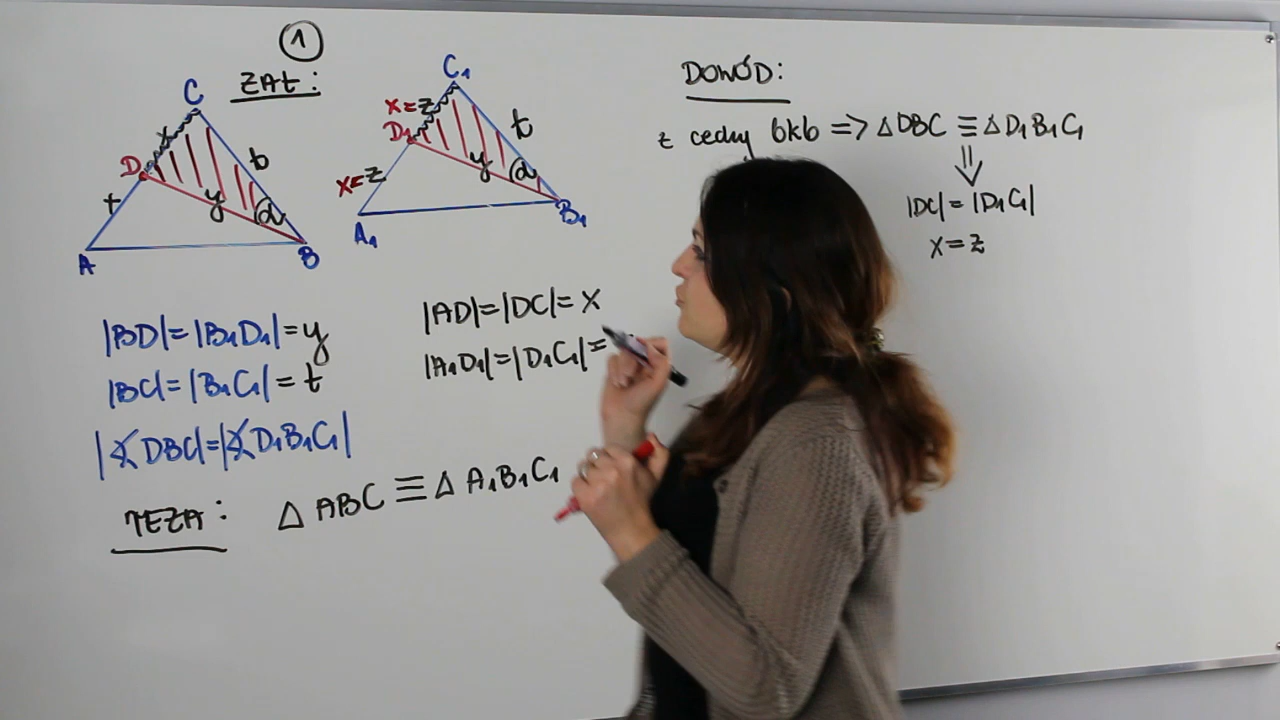 1
ZAŁ:
C
x
D
t
b
y
α
A
B
C1
x=z
D1
t
x=z
y
α
A1
B1
|BD|=|B1D1|=y
|BC|=|B1C1|=t
|∢DBC|=|∢D1B1C1|
|AD|=|DC|=x
|A1D1|=|D1C1|=
TEZA: △ABC≡△A1B1C1
DOWÓD:
z cechy bkb => △DBC ≡ △D1B1C1
⇓
|DC|=|D1C1|
x=z